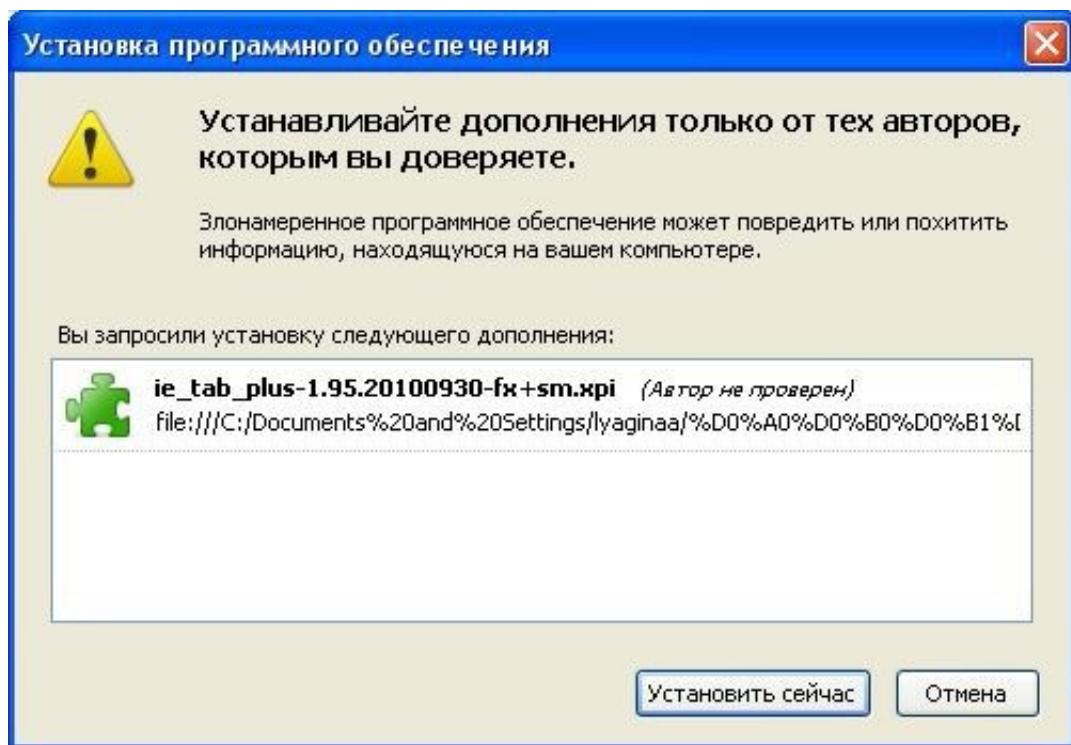 Установка программного обеспечения
Устанавливайте дополнения только от тех авторов,
которым вы доверяете.
Злонамеренное программное обеспечение может повредить или похитить
информацию, находящуюся на вашем компьютере.
Вы запросили установку следующего дополнения:
ie_tab_plus-1.95.20100930-fx+sm.xpi (Автор не проверен)
file:///C:/Documents%20and%20Settings/lyaginaa/%D0%A0%D0%B0%D0%B1%[
Установить сейчас Отмена